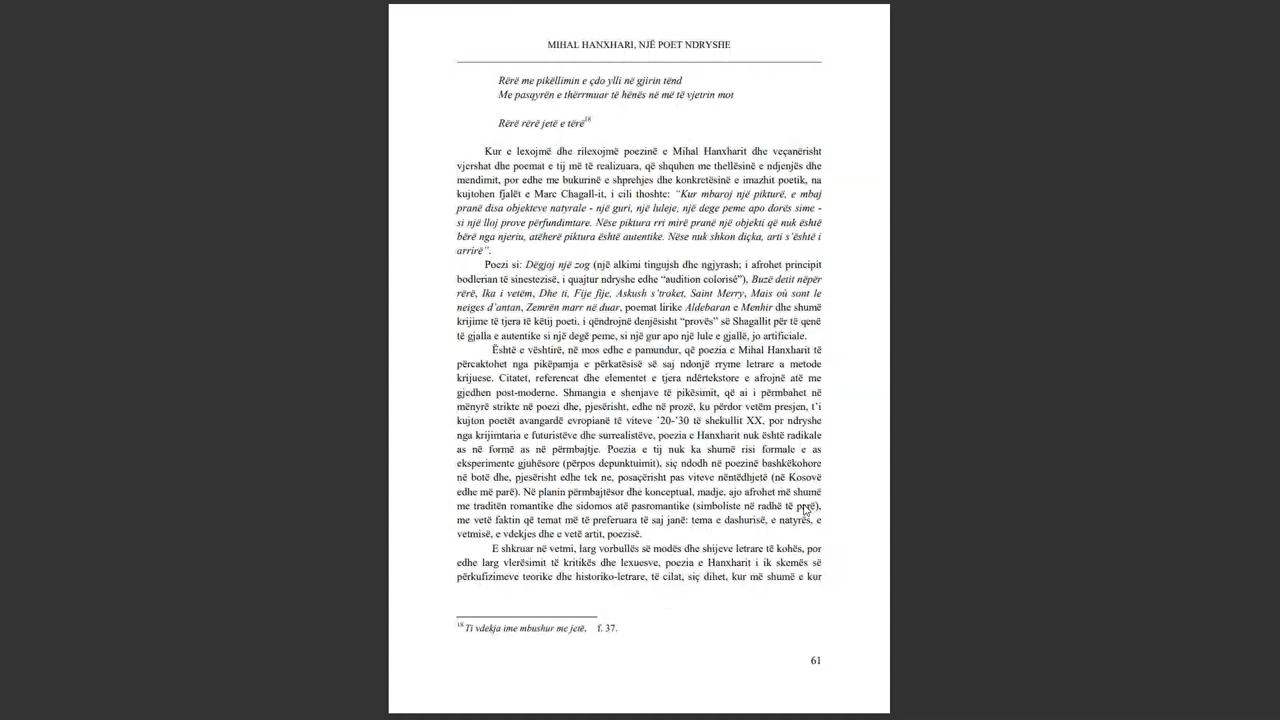 MIHAL HANXHARI, NJË POET NDRYSHE
Rërë me pikëllimin e çdo ylli në gjirin tënd
Me pasqyrën e thërrmuar të hënës në më të vjetrin mot
Rërë rërë jetë e tërë18
Kur e lexojmë dhe rilexojmë poezinë e Mihal Hanxharit dhe veçanërisht
vjershat dhe poemat e tij më të realizuara, që shquhen me thellësinë e ndjenjës dhe
mendimit, por edhe me bukurinë e shprehjes dhe konkretësinë e imazhit poetik, na
kujtohen fjalët e Marc Chagall-it, i cili thoshte: “Kur mbaroj një pikturë, e mbaj
pranë disa objekteve natyrale - një guri, një luleje, një dege peme apo dorës sime -
si një lloj prove përfundimtare. Nëse piktura rri mirë pranë një objekti që nuk është
bërë nga njeriu, atëherë piktura është autentike. Nëse nuk shkon diçka, arti s’është i
arrirë”.
Poezi si: Dëgjoj një zog (një alkimi tingujsh dhe ngjyrash; i afrohet principit
bodlerian të sinestezisë, i quajtur ndryshe edhe “audition colorisé”), Buzë detit nëpër
rërë, Ika i vetëm, Dhe ti, Fije fije, Askush s’troket, Saint Merry, Mais où sont le
neiges d’antan, Zemrën marr në duar, poemat lirike Aldebaran e Menhir dhe shumë
krijime të tjera të këtij poeti, i qëndrojnë denjësisht “provës” së Shagallit për të qenë
të gjalla e autentike si një degë peme, si një gur apo një lule e gjallë, jo artificiale.
Është e vështirë, në mos edhe e pamundur, që poezia e Mihal Hanxharit të
përcaktohet nga pikëpamja e përkatësisë së saj ndonjë rryme letrare a metode
krijuese. Citatet, referencat dhe elementet e tjera ndërtekstore e afrojnë atë me
gjedhen post-moderne. Shmangia e shenjave të pikësimit, që ai i përmbahet në
mënyrë strikte në poezi dhe, pjesërisht, edhe në prozë, ku përdor vetëm presjen, t’i
kujton poetët avangardë evropianë të viteve ’20-’30 të shekullit XX, por ndryshe
nga krijimtaria e futuristëve dhe surrealistëve, poezia e Hanxharit nuk është radikale
as në formë as në përmbajtje. Poezia e tij nuk ka shumë risi formale e as
eksperimente gjuhësore (përpos depunktuimit), siç ndodh në poezinë bashkëkohore
në botë dhe, pjesërisht edhe tek ne, posaçërisht pas viteve nëntëdhjetë (në Kosovë
edhe më parë). Në planin përmbajtësor dhe konceptual, madje, ajo afrohet më shumë
me traditën romantike dhe sidomos atë pasromantike (simboliste në radhë të parë),
me vetë faktin që temat më të preferuara të saj janë: tema e dashurisë, e natyrës, e
vetmisë, e vdekjes dhe e vetë artit, poezisë.
E shkruar në vetmi, larg vorbullës së modës dhe shijeve letrare të kohës, por
edhe larg vlerësimit të kritikës dhe lexuesve, poezia e Hanxharit i ik skemës së
përkufizimeve teorike dhe historiko-letrare, të cilat, siç dihet, kur më shumë e kur
18 Ti vdekja ime mbushur me jetë, f. 37.
61